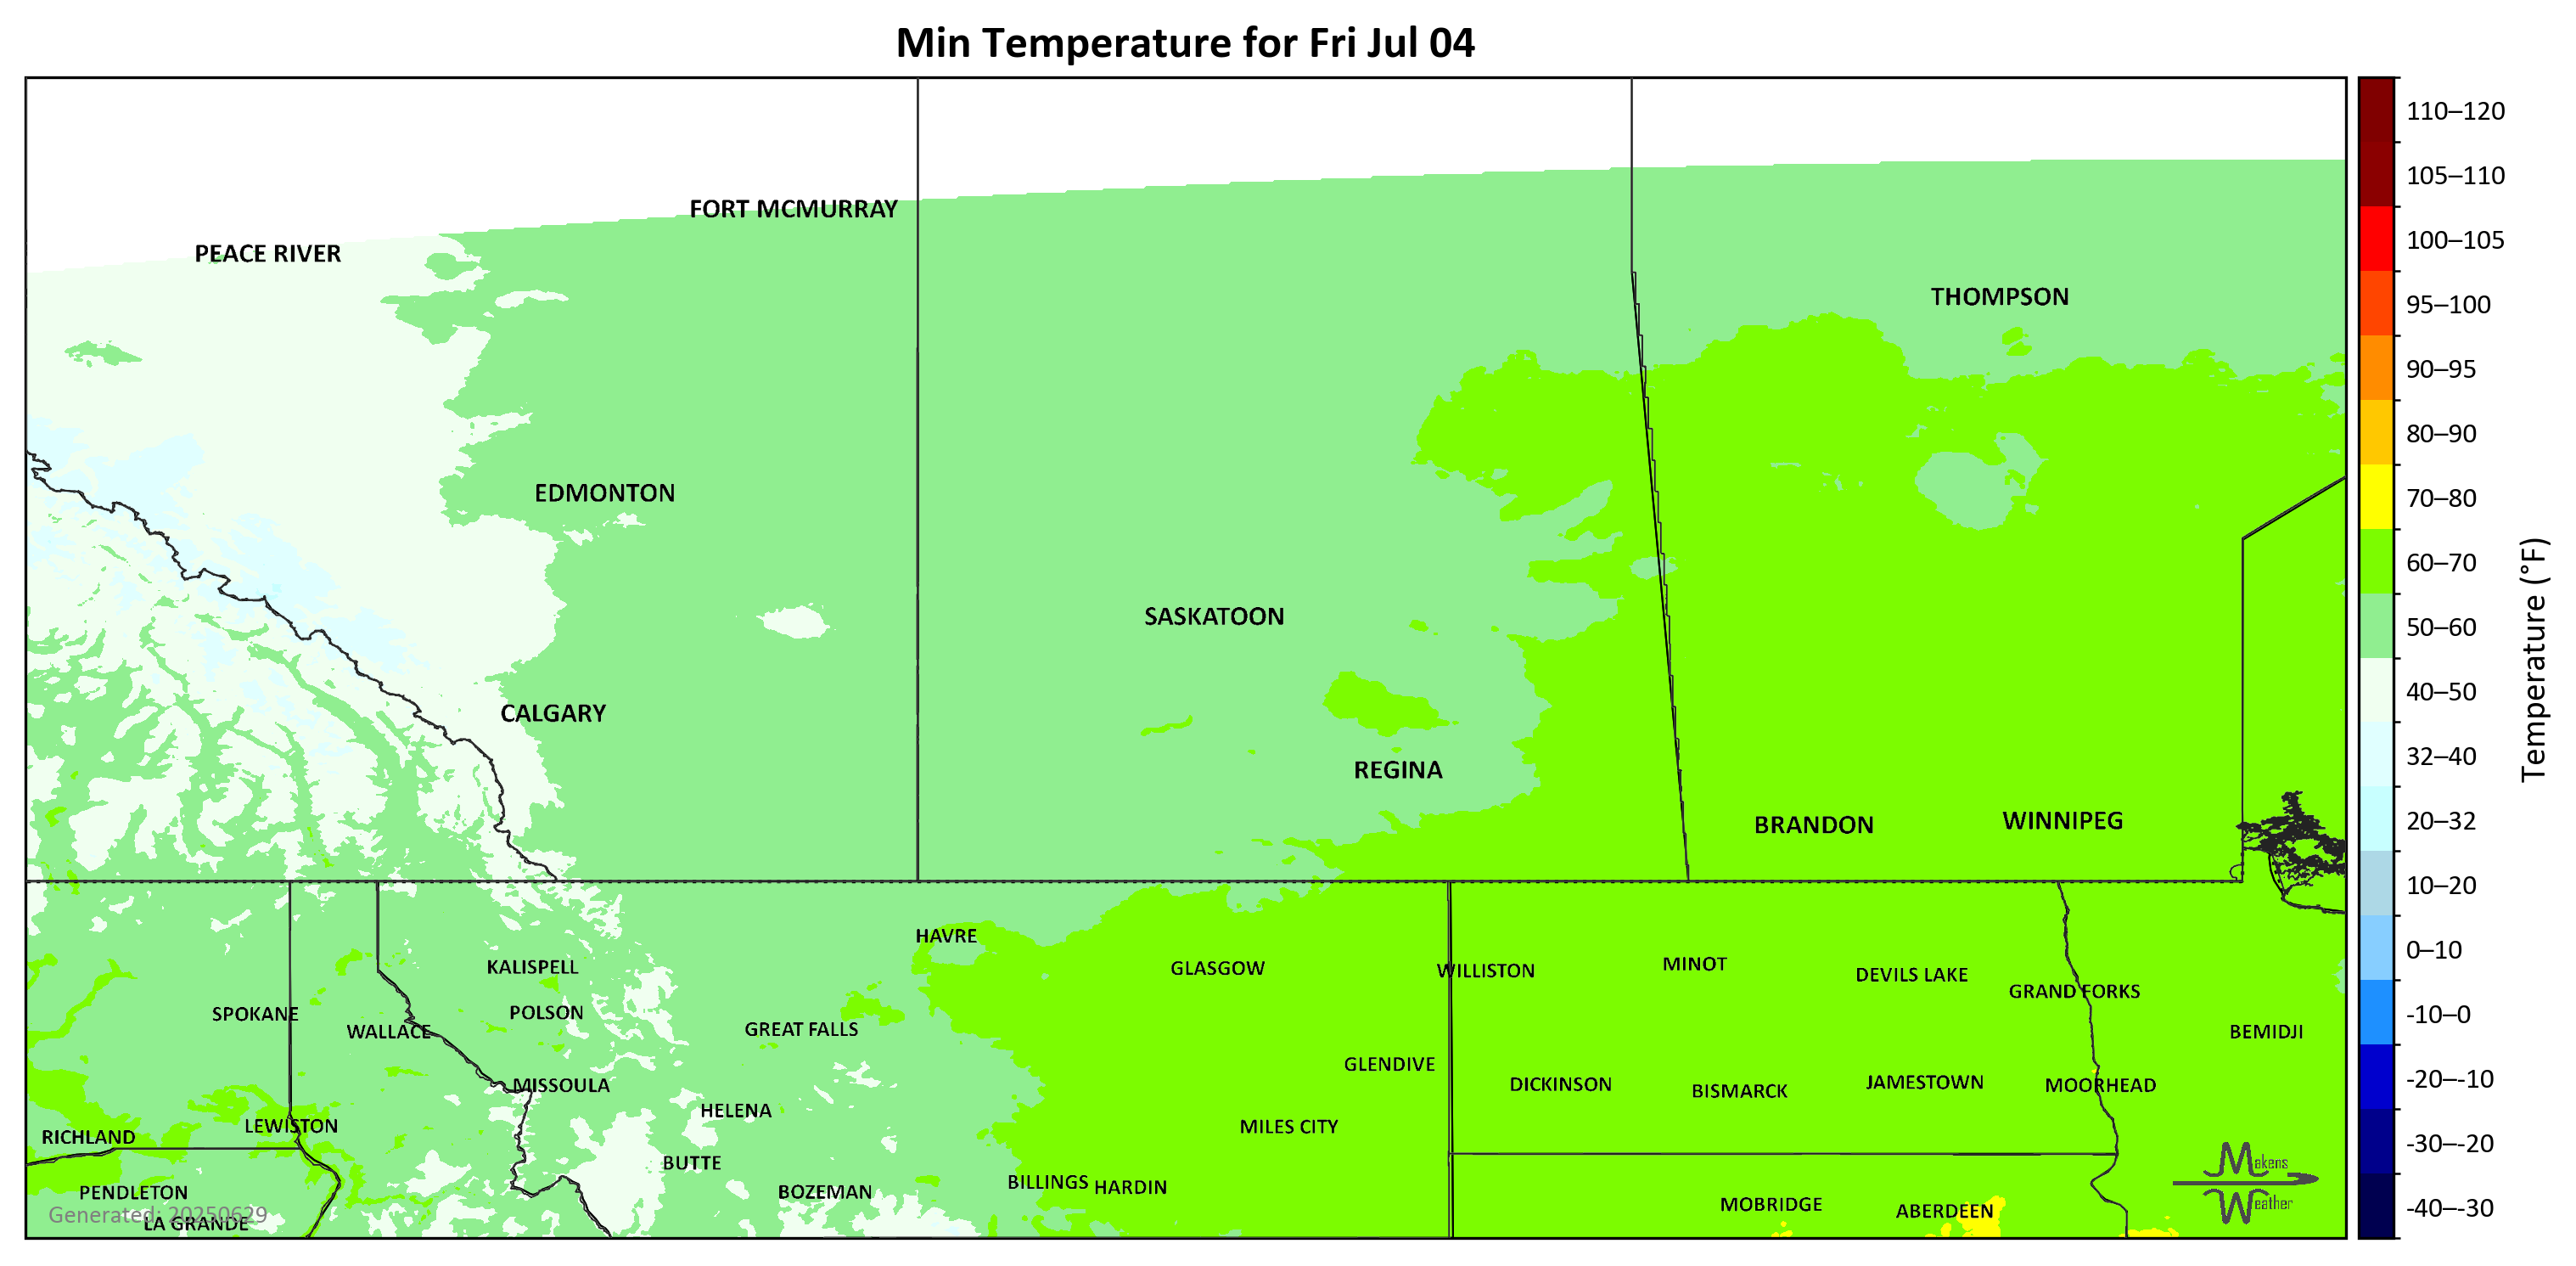 Min Temperature for Fri Jul 04
110–120
105–110
100–105
95–100
90–95
80–90
70–80
60–70
50–60
40–50
32–40
20–32
10–20
0–10
-10–0
-20–-10
-30–-20
-40–-30
Temperature (°F)
FORT MCMURRAY
PEACE RIVER
THOMPSON
EDMONTON
SASKATOON
CALGARY
REGINA
BRANDON
WINNIPEG
HAVRE
KALISPELL
GLASGOW
WILLISTON
MINOT
DEVILS LAKE
GRAND FORKS
SPOKANE
POLSON
WALLACE
GREAT FALLS
BEMIDJI
GLENDIVE
MISSOULA
DICKINSON
BISMARCK
JAMESTOWN
MOORHEAD
HELENA
LEWISTON
MILES CITY
RICHLAND
BUTTE
PENDLETON
BOZEMAN
BILLINGS
HARDIN
MOBRIDGE
ABERDEEN
LA GRANDE
Generated: 20250629
Makens
Weather